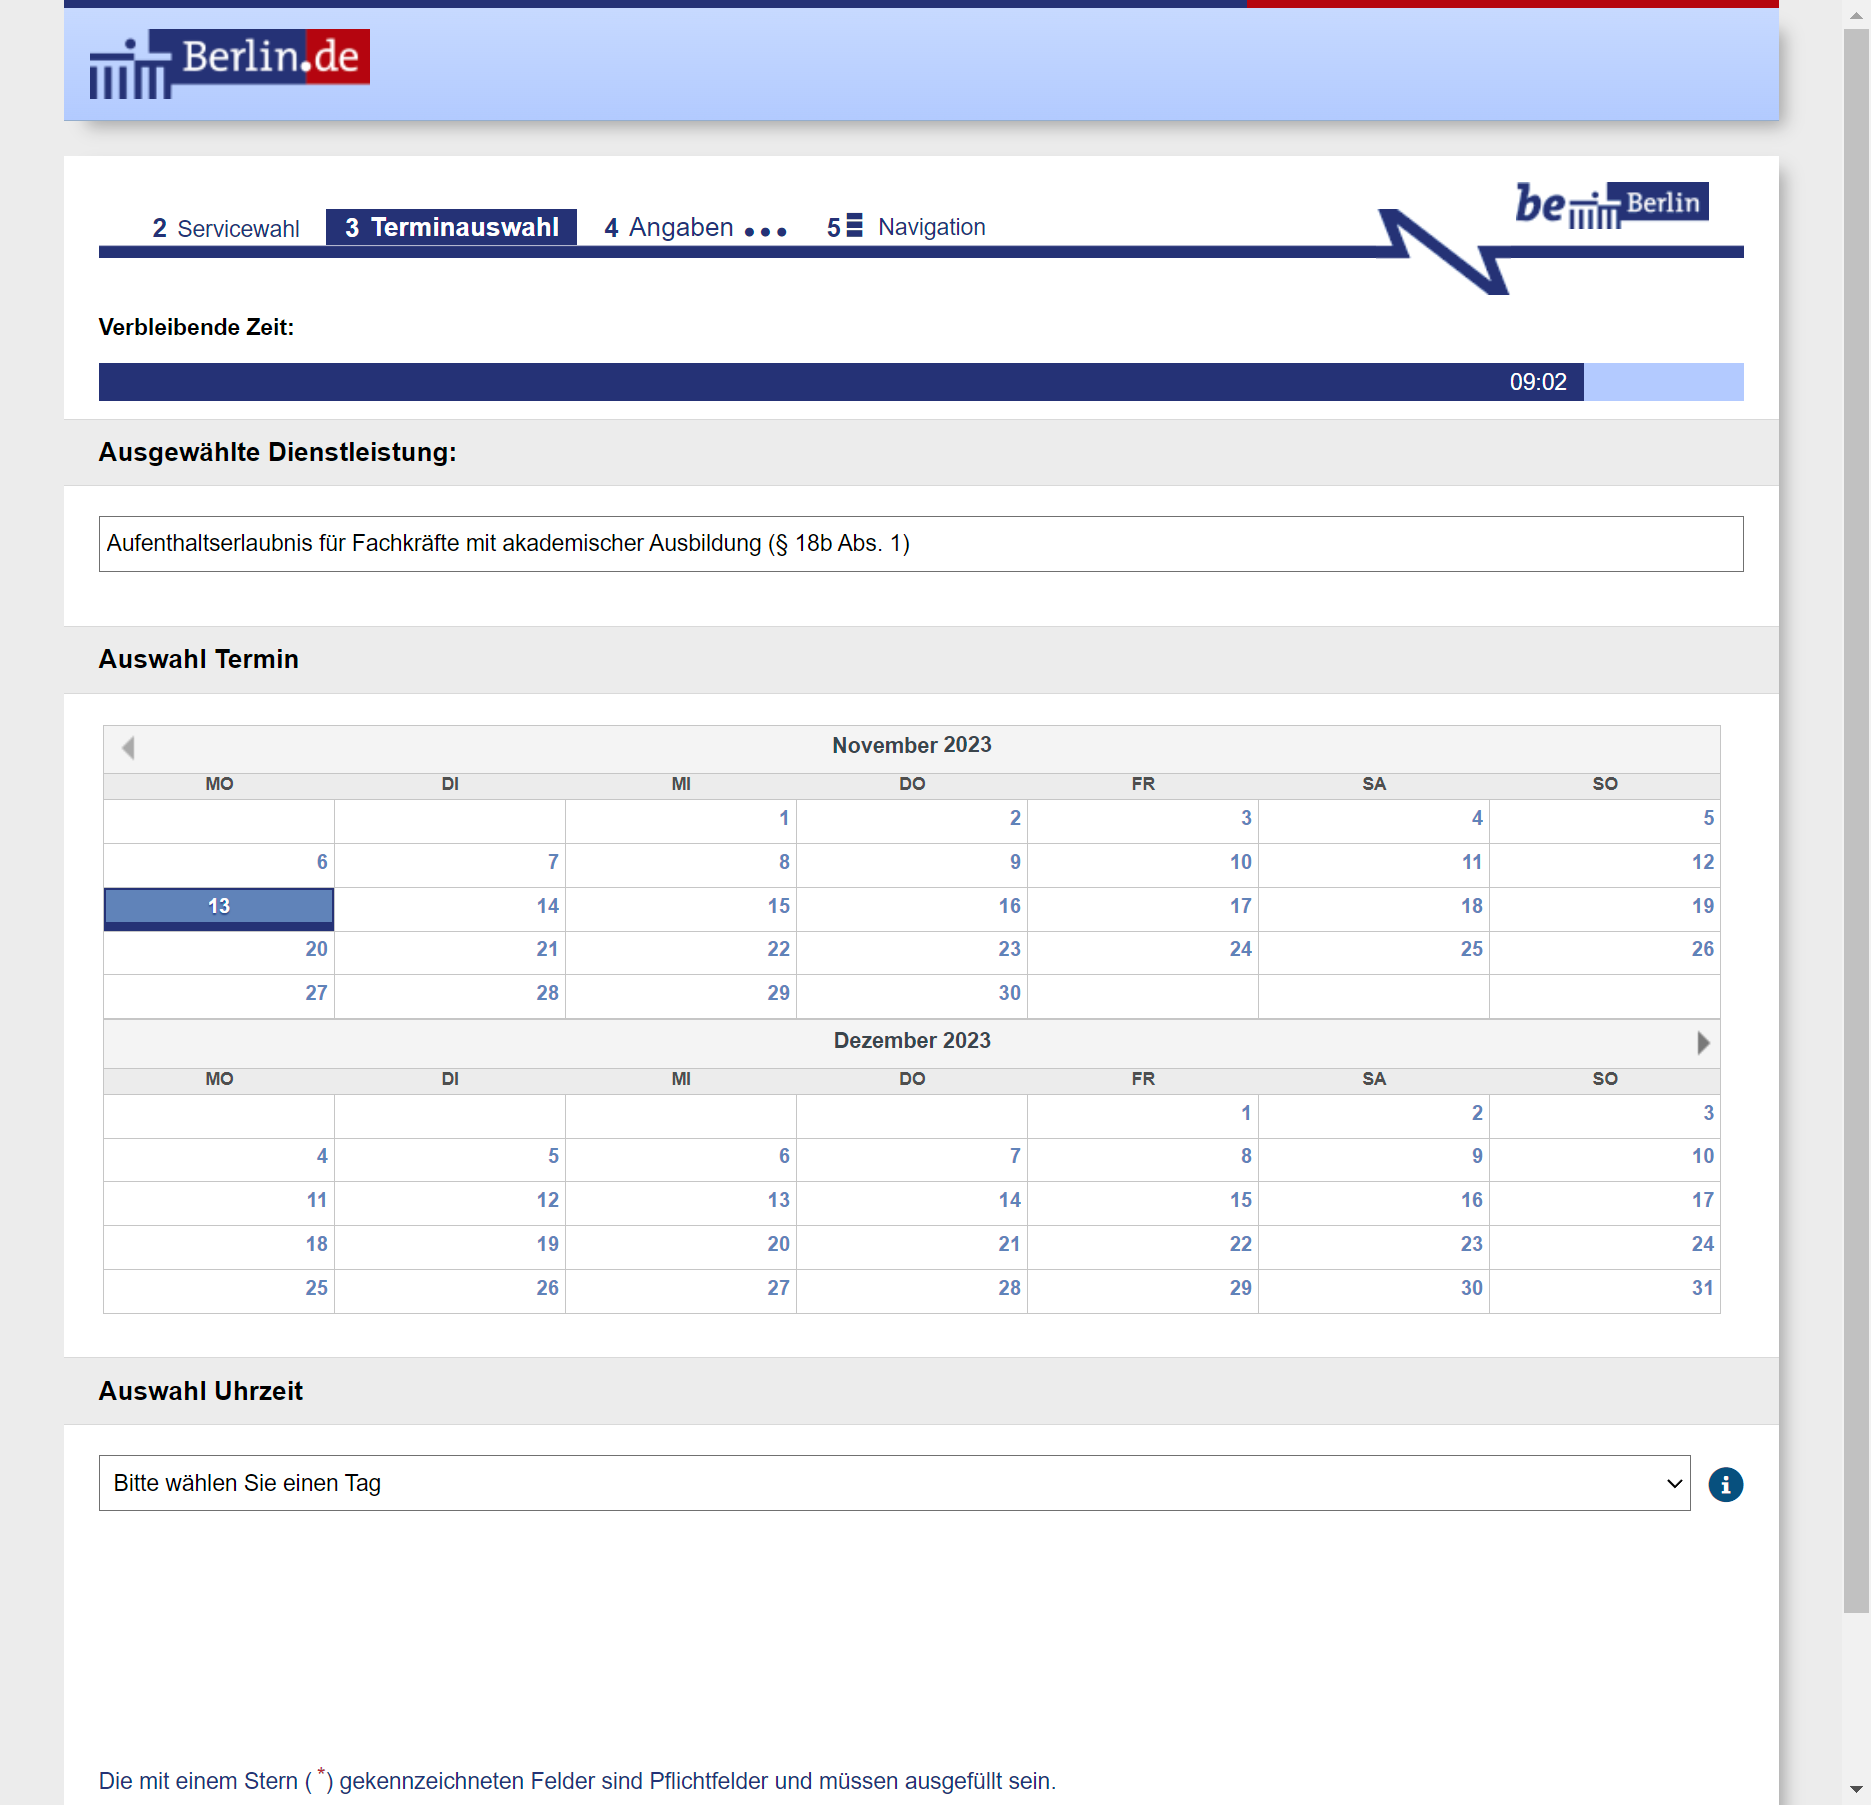 Berlin.de
be Berlin
2 Servicewahl 3 Terminauswahl 4 Angaben ... 5 Navigation
Verbleibende Zeit:
09:02
Ausgewählte Dienstleistung:
Aufenthaltserlaubnis für Fachkräfte mit akademischer Ausbildung (§ 18b Abs. 1)
Auswahl Termin
November 2023
MO DI MI DO FR SA SO
1 2 3 4 5
6 7 8 9 10 11 12
13 14 15 16 17 18 19
20 21 22 23 24 25 26
27 28 29 30
Dezember 2023
MO DI MI DO FR SA SO
1 2 3
4 5 6 7 8 9 10
11 12 13 14 15 16 17
18 19 20 21 22 23 24
25 26 27 28 29 30 31
Auswahl Uhrzeit
Bitte wählen Sie einen Tag
i
Die mit einem Stern ( *) gekennzeichneten Felder sind Pflichtfelder und müssen ausgefüllt sein.